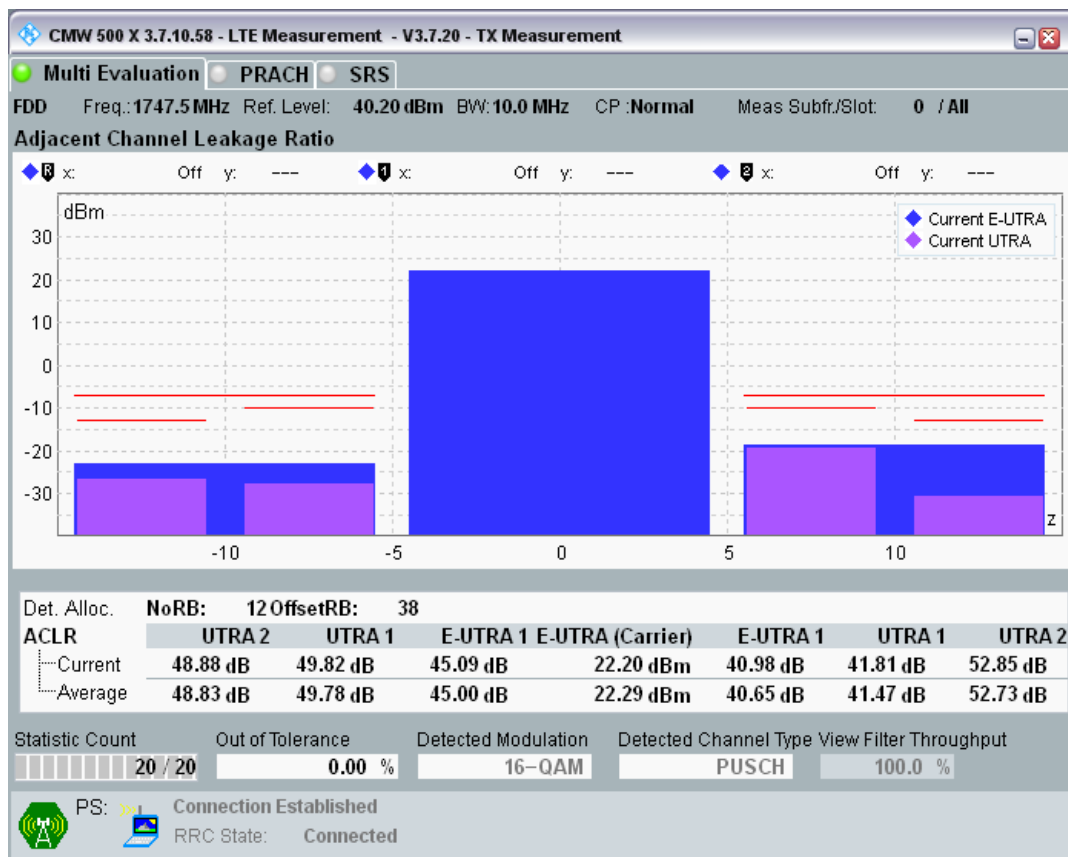 CMW 500 X 3.7.10.58 - LTE Measurement - V3.7.20 - TX Measurement
Multi Evaluation PRACH SRS
FDD Freq.:1747.5 MHz Ref. Level: 40.20 dBm BW:10.0 MHz CP :Normal Meas Subfr./Slot: 0 / All
Adjacent Channel Leakage Ratio
R x: Off y: --- 1 x: Off y: --- 2 x: Off y: ---
dBm
Current E-UTRA
Current UTRA
30
20
10
0
-10
-20
-30
z
-10 -5 0 5 10
Det. Alloc. NoRB: 12 OffsetRB: 38
ACLR UTRA 2 UTRA 1 E-UTRA 1 E-UTRA (Carrier) E-UTRA 1 UTRA 1 UTRA 2
Current 48.88 dB 49.82 dB 45.09 dB 22.20 dBm 40.98 dB 41.81 dB 52.85 dB
Average 48.83 dB 49.78 dB 45.00 dB 22.29 dBm 40.65 dB 41.47 dB 52.73 dB
Statistic Count Out of Tolerance Detected Modulation Detected Channel Type View Filter Throughput
20 / 20 0.00 % 16-QAM PUSCH 100.0 %
PS: Connection Established
RRC State: Connected